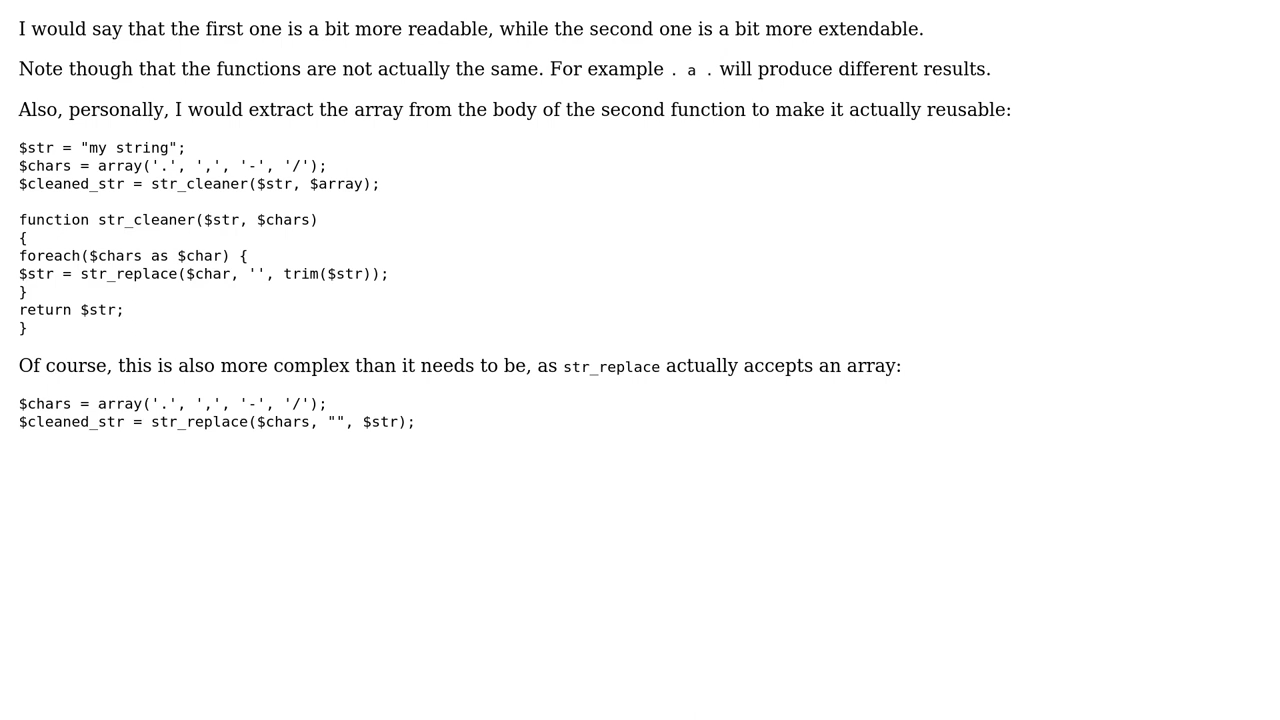 I would say that the first one is a bit more readable, while the second one is a bit more extendable.
Note though that the functions are not actually the same. For example . a . will produce different results.
Also, personally, I would extract the array from the body of the second function to make it actually reusable:
$str = "my string";
$chars = array('.', ',', '-', '/');
$cleaned_str = str_cleaner($str, $array);
function str_cleaner($str, $chars)
{
foreach($chars as $char) {
$str = str_replace($char, '', trim($str));
}
return $str;
}
Of course, this is also more complex than it needs to be, as str_replace actually accepts an array:
$chars = array('.', ',', '-', '/');
$cleaned_str = str_replace($chars, "", $str);